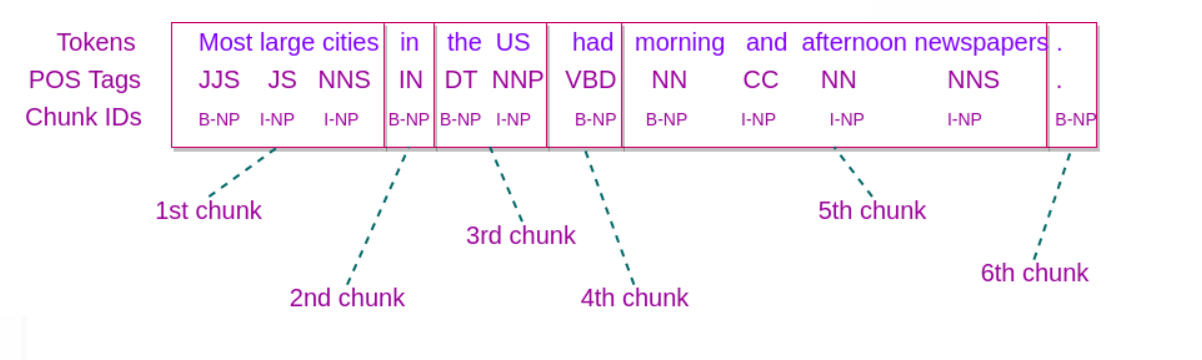 Tokens Most large cities in the US had morning and afternoon newspapers .
POS Tags JJS JS NNS IN DT NNP VBD NN CC NN NNS .
Chunk IDs B-NP I-NP I-NP B-NP B-NP I-NP B-NP B-NP I-NP I-NP I-NP B-NP
1st chunk 5th chunk
3rd chunk
6th chunk
2nd chunk 4th chunk